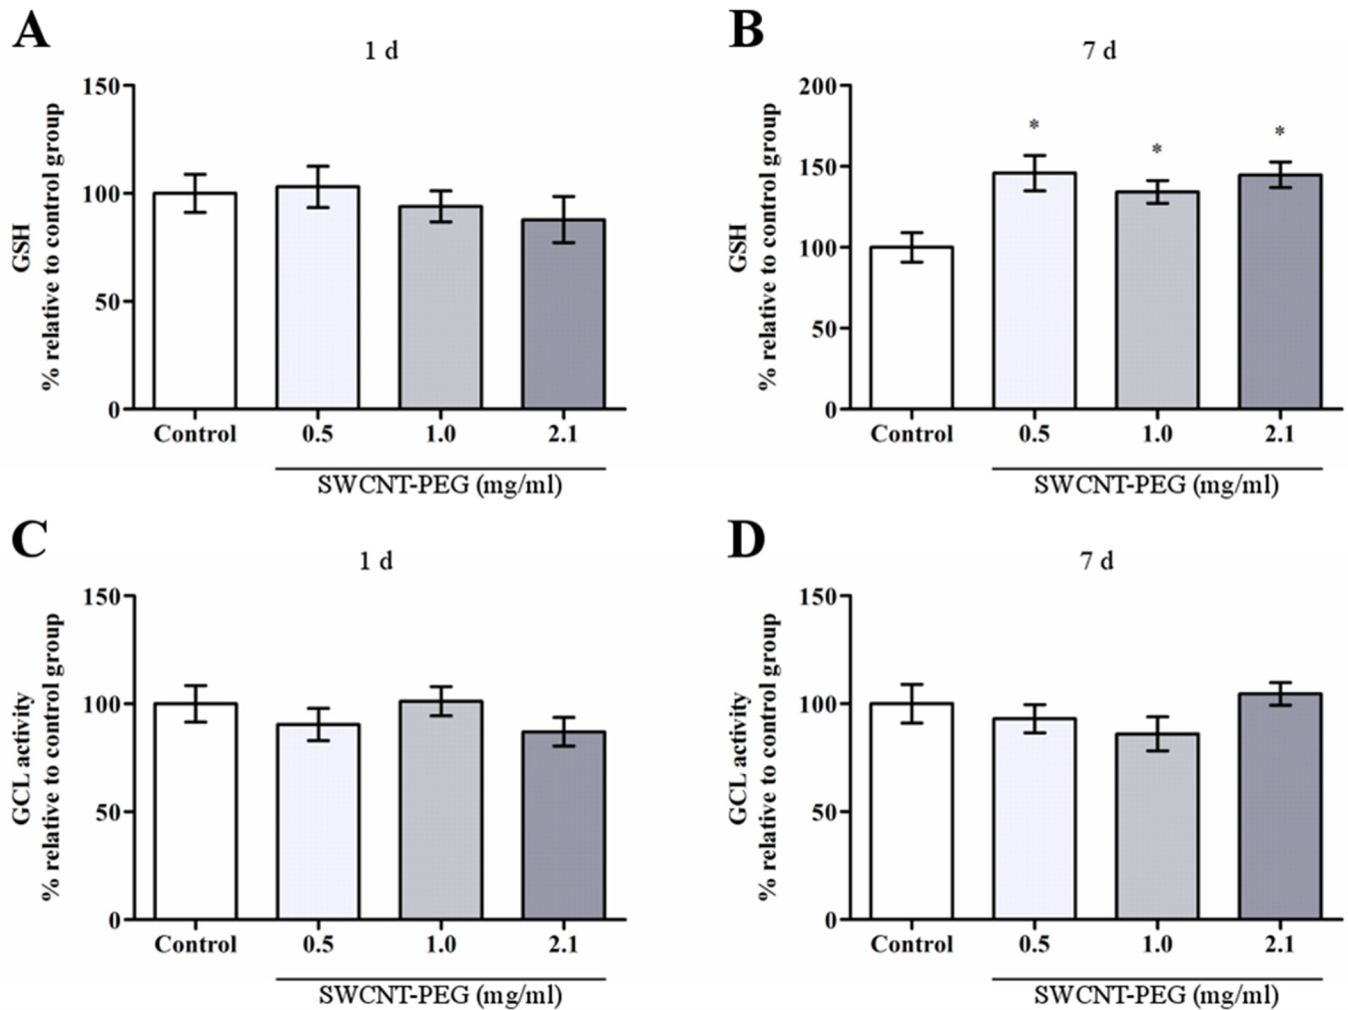 A
1 d
GSH
% relative to control group
150
100
50
0
Control 0.5 1.0 2.1
SWCNT-PEG (mg/ml)
B
7 d
GSH
% relative to control group
200
150
100
50
0
* * *
Control 0.5 1.0 2.1
SWCNT-PEG (mg/ml)
C
1 d
GCL activity
% relative to control group
150
100
50
0
Control 0.5 1.0 2.1
SWCNT-PEG (mg/ml)
D
7 d
GCL activity
% relative to control group
150
100
50
0
Control 0.5 1.0 2.1
SWCNT-PEG (mg/ml)